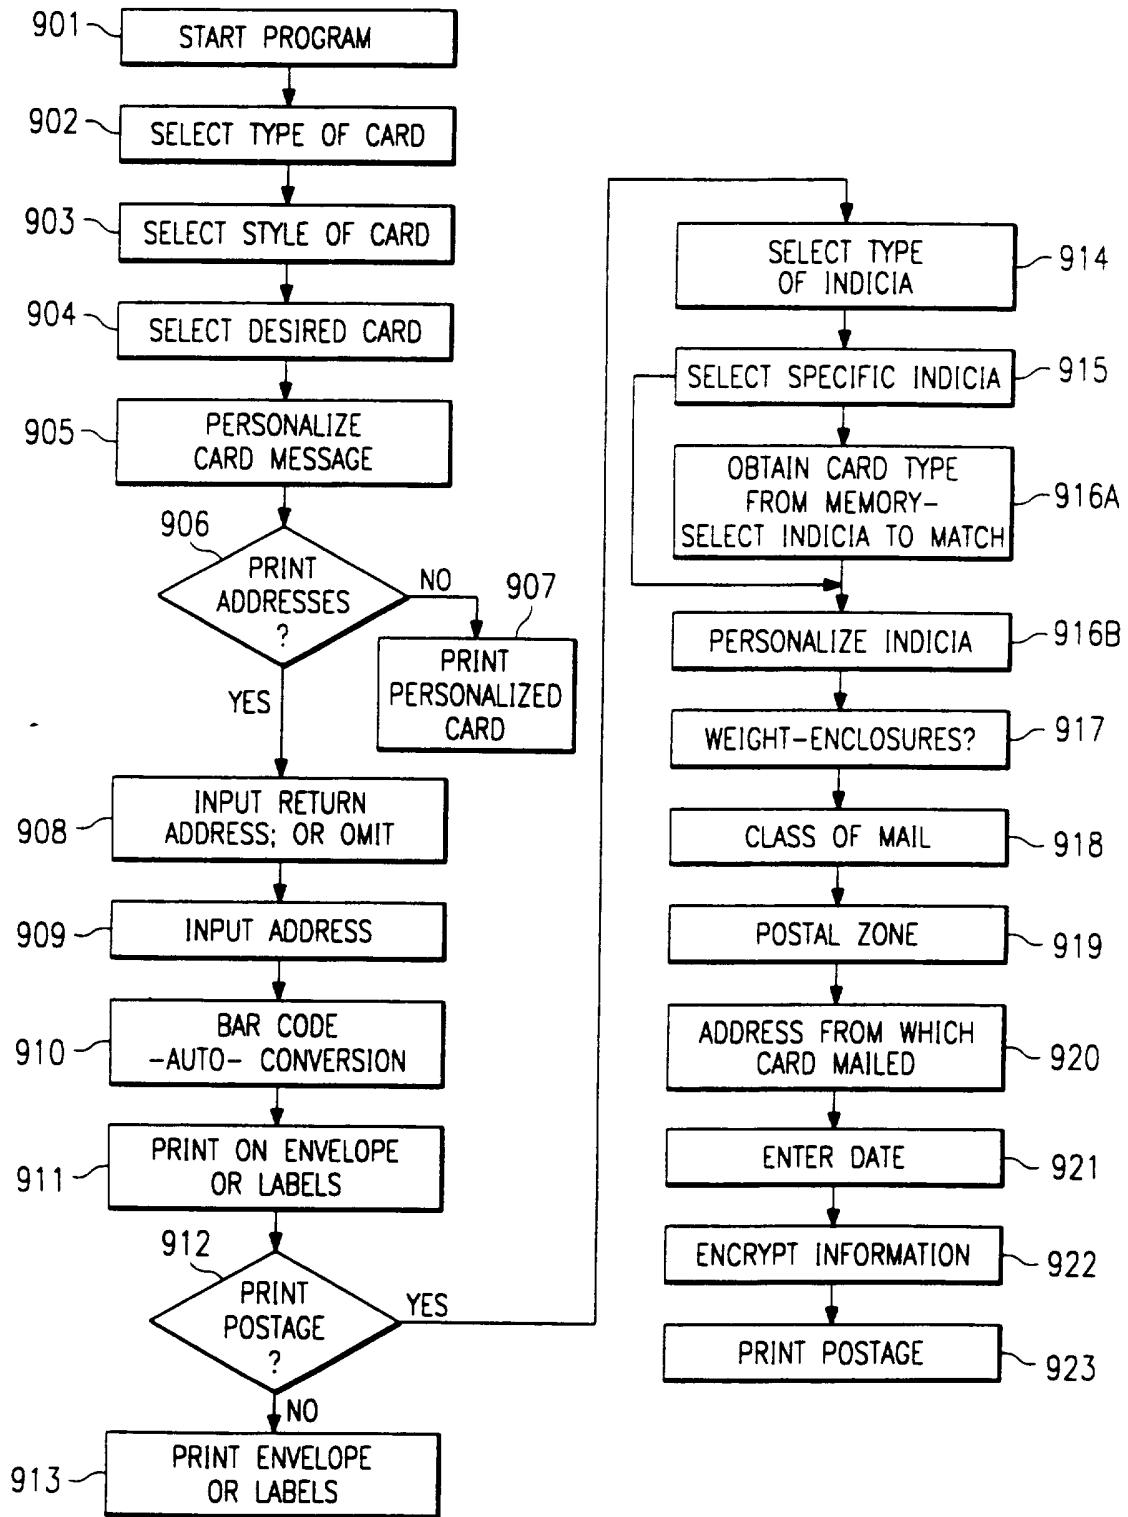 901
START PROGRAM
902
SELECT TYPE OF CARD
903
SELECT STYLE OF CARD
904
SELECT DESIRED CARD
905
PERSONALIZE
CARD MESSAGE
906
PRINT
ADDRESSES
?
NO
907
PRINT
PERSONALIZED
CARD
YES
908
INPUT RETURN
ADDRESS; OR OMIT
909
INPUT ADDRESS
910
BAR CODE
-AUTO- CONVERSION
911
PRINT ON ENVELOPE
OR LABELS
912
PRINT
POSTAGE
?
YES
NO
913
PRINT ENVELOPE
OR LABELS
SELECT TYPE
OF INDICIA
914
SELECT SPECIFIC INDICIA
915
OBTAIN CARD TYPE
FROM MEMORY-
SELECT INDICIA TO MATCH
916A
PERSONALIZE INDICIA
916B
WEIGHT-ENCLOSURES?
917
CLASS OF MAIL
918
POSTAL ZONE
919
ADDRESS FROM WHICH
CARD MAILED
920
ENTER DATE
921
ENCRYPT INFORMATION
922
PRINT POSTAGE
923